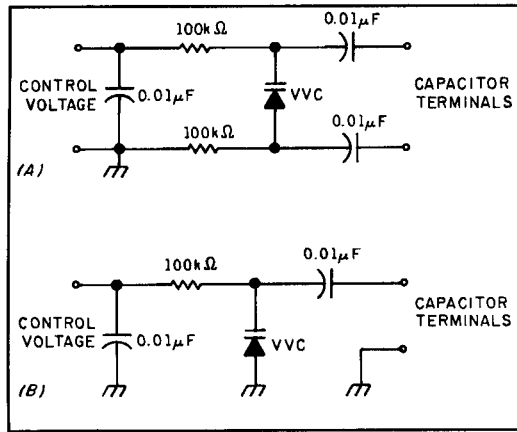 0.01µF
100kΩ
CONTROL
VOLTAGE
0.01µF
VVC
CAPACITOR
TERMINALS
100kΩ
0.01µF
(A)
0.01µF
100kΩ
CONTROL
VOLTAGE
0.01µF
VVC
CAPACITOR
TERMINALS
(B)